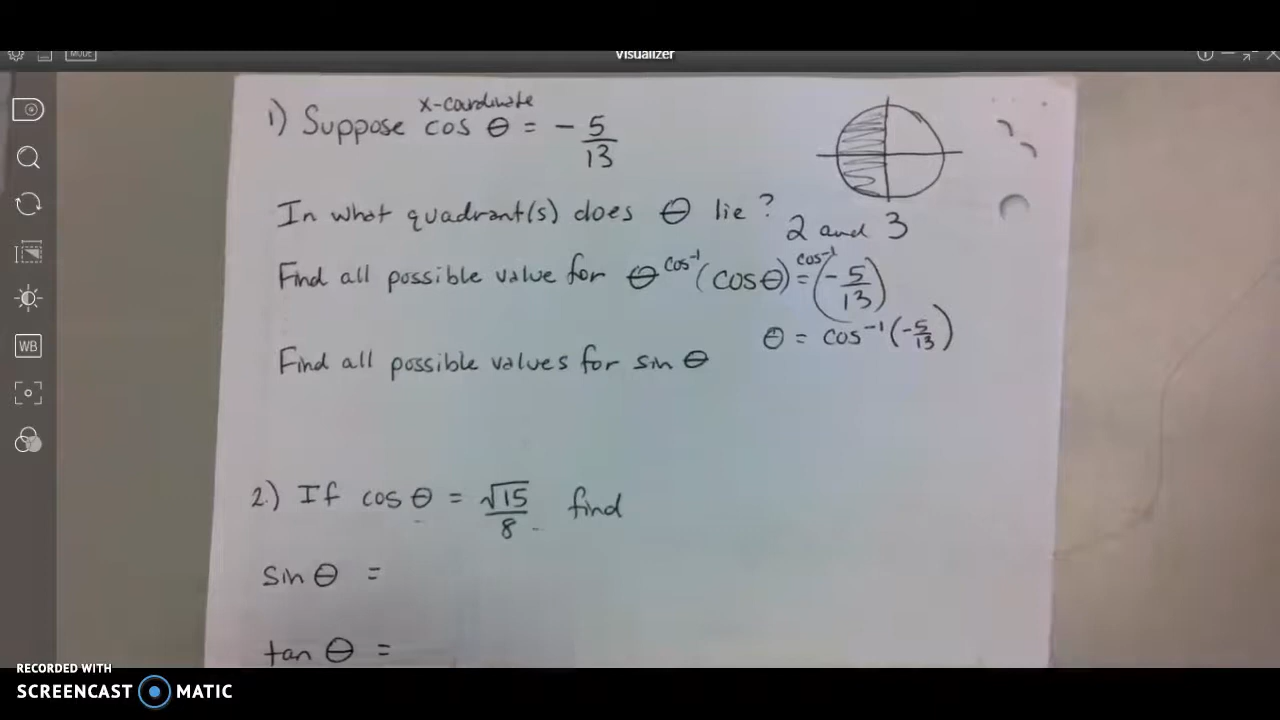 MODE
Visualizer
WB
x-coordinate
1) Suppose cos θ = - 5/13
In what quadrant(s) does θ lie?
2 and 3
Find all possible value for θ cos⁻¹(cosθ) = cos⁻¹(-5/13)
θ = cos⁻¹(-5/13)
Find all possible values for sin θ
2.) If cos θ = √15/8 find
sin θ =
tan θ =
RECORDED WITH
SCREENCAST MATIC